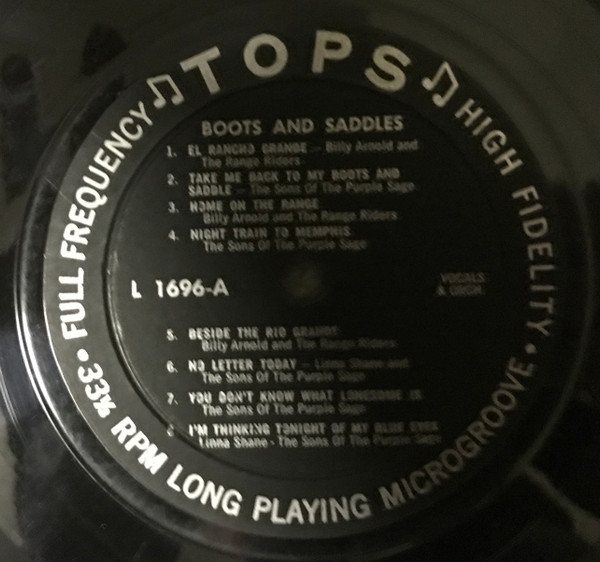 TOPS
BOOTS AND SADDLES
1. EL RANCHO GRANDE — Billy Arnold and
The Range Riders
2. TAKE ME BACK TO MY BOOTS AND
SADDLE — The Sons Of The Purple Sage
3. HOME ON THE RANGE
Billy Arnold and The Range Riders
4. NIGHT TRAIN TO MEMPHIS
The Sons Of The Purple Sage
L 1696-A
VOCALS
& ORCH.
5. BESIDE THE RIO GRANDE
Billy Arnold and The Range Riders
6. NO LETTER TODAY — Linna Shane and
The Sons Of The Purple Sage
7. YOU DON'T KNOW WHAT LONESOME IS
The Sons Of The Purple Sage
8 I'M THINKING TONIGHT OF MY BLUE EYES
Linna Shane - The Sons Of The Purple Sage
FULL FREQUENCY
HIGH FIDELITY
• 33⅓ RPM LONG PLAYING MICROGROOVE •